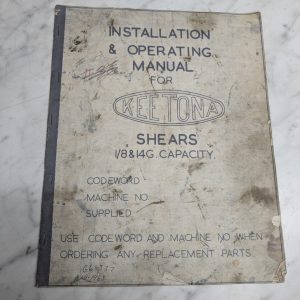 INSTALLATION
& OPERATING
MANUAL
FOR
KEETONA
SHEARS
1/8 & 14G. CAPACITY
CODEWORD
MACHINE NO
SUPPLIED
USE CODEWORD AND MACHINE NO WHEN
ORDERING ANY REPLACEMENT PARTS